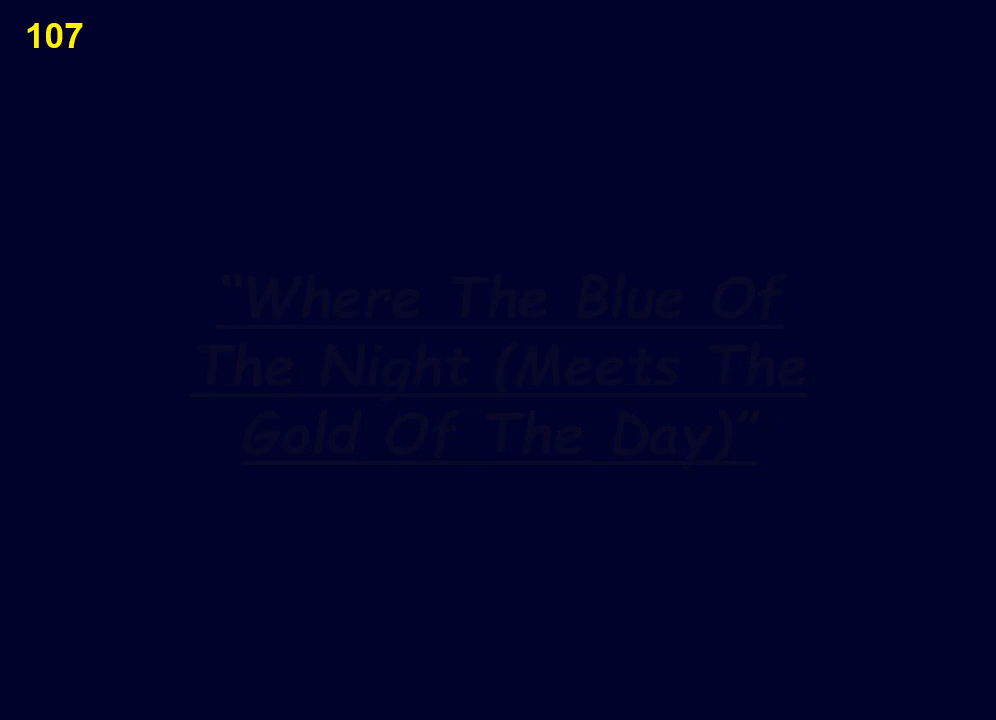 107
“Where The Blue Of
The Night (Meets The
Gold Of The Day)”